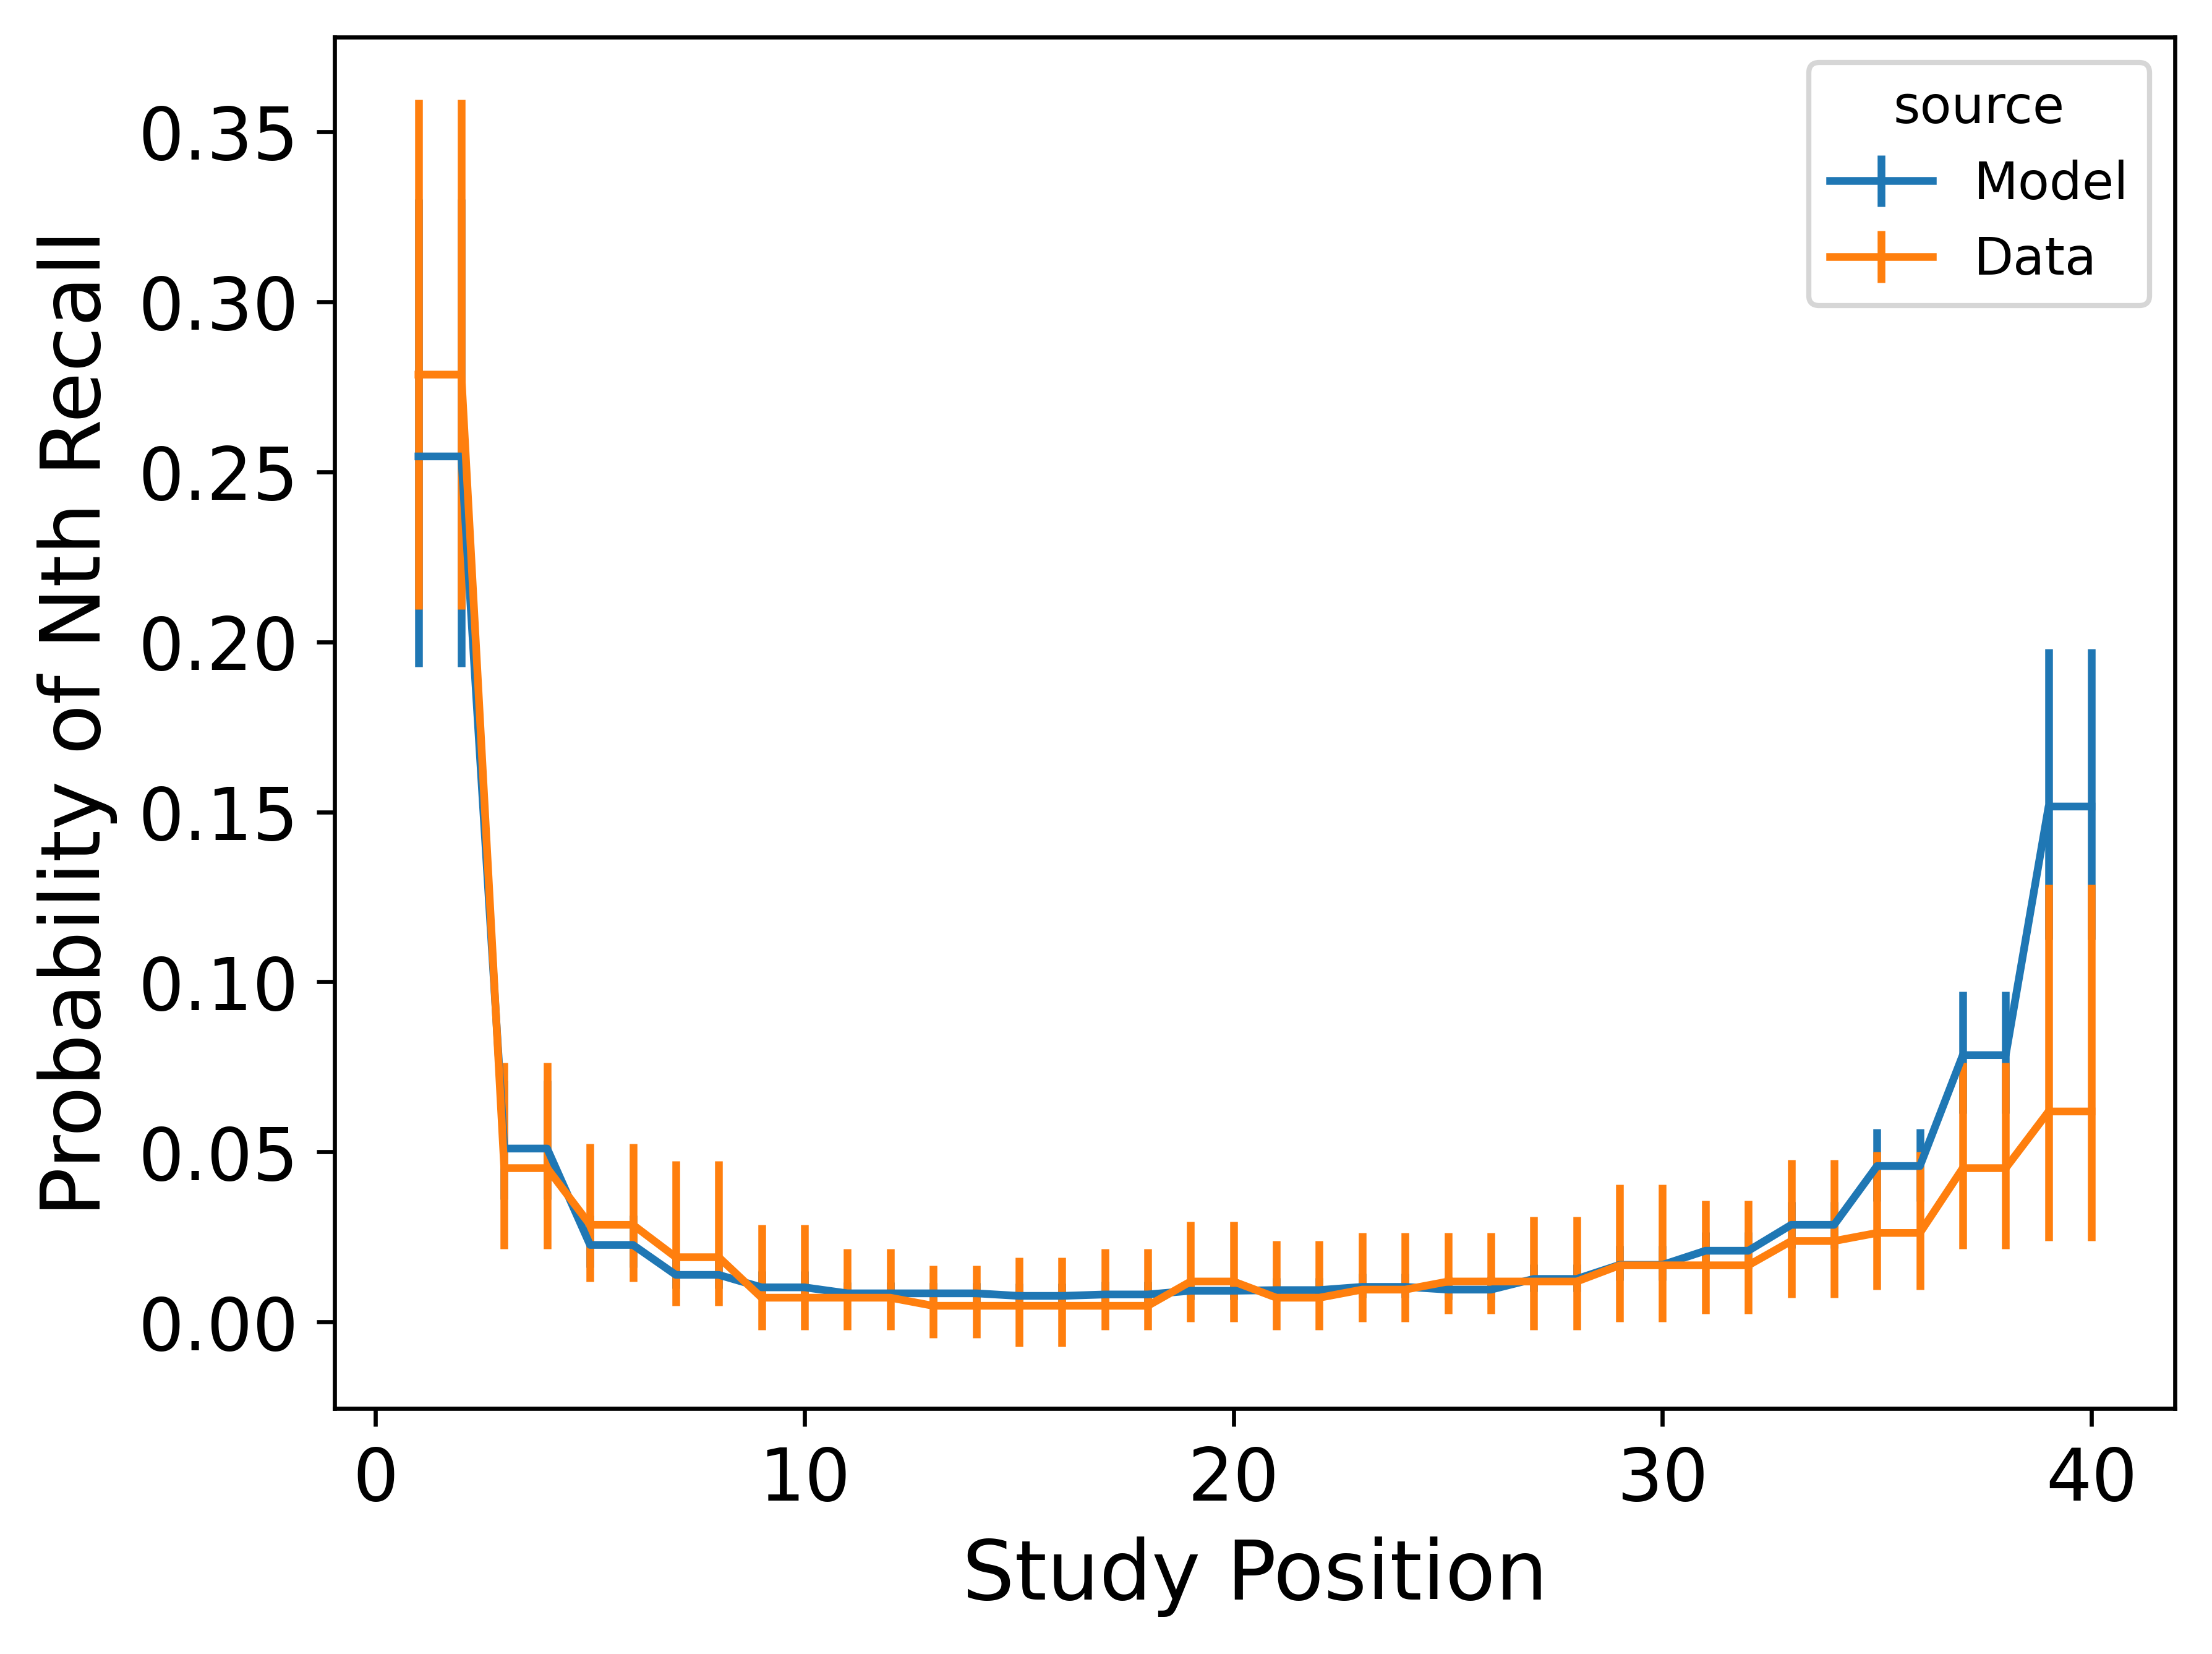 source
Model
Data
0.35
0.30
0.25
0.20
0.15
0.10
0.05
0.00
Probability of Nth Recall
0 10 20 30 40
Study Position